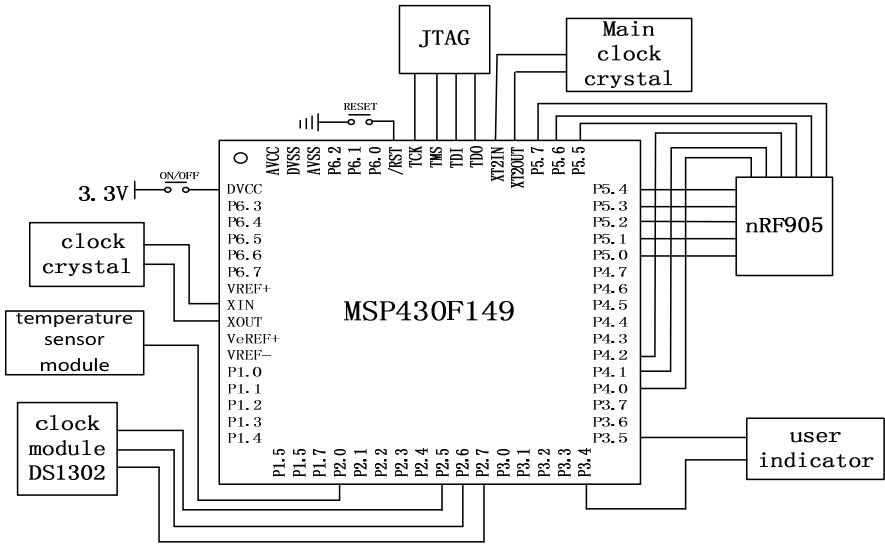 JTAG
Main
clock
crystal
RESET
AVCC
DVSS
AVSS
P6.2
P6.1
P6.0
/RST
TCK
TMS
TDI
TDO
XT2IN
XT2OUT
P5.7
P5.6
P5.5
ON/OFF
3.3V
DVCC
P6.3
P6.4
P6.5
P6.6
P6.7
VREF+
XIN
XOUT
VeREF+
VREF-
P1.0
P1.1
P1.2
P1.3
P1.4
clock
crystal
temperature
sensor
module
clock
module
DS1302
MSP430F149
P5.4
P5.3
P5.2
P5.1
P5.0
P4.7
P4.6
P4.5
P4.4
P4.3
P4.2
P4.1
P4.0
P3.7
P3.6
P3.5
nRF905
user
indicator
P1.5
P1.5
P1.7
P2.0
P2.1
P2.2
P2.3
P2.4
P2.5
P2.6
P2.7
P3.0
P3.1
P3.2
P3.3
P3.4